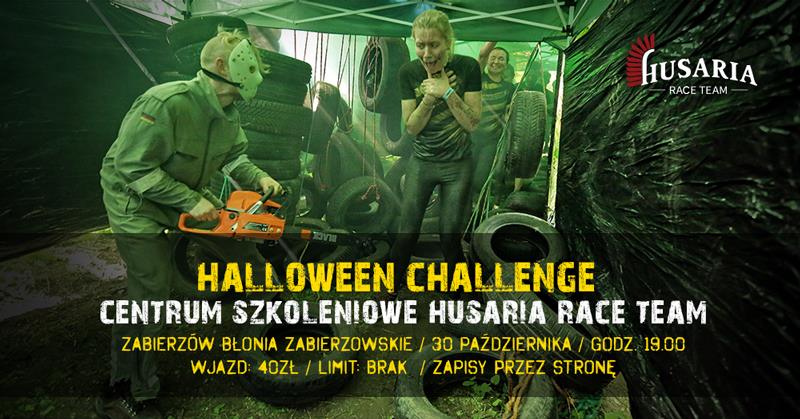 HUSARIA
RACE TEAM
BLACK
HALLOWEEN CHALLENGE
CENTRUM SZKOLENIOWE HUSARIA RACE TEAM
ZABIERZÓW BŁONIA ZABIERZOWSKIE / 30 PAŹDZIERNIKA / GODZ. 19.00
WJAZD: 40ZŁ / LIMIT: BRAK / ZAPISY PRZEZ STRONĘ